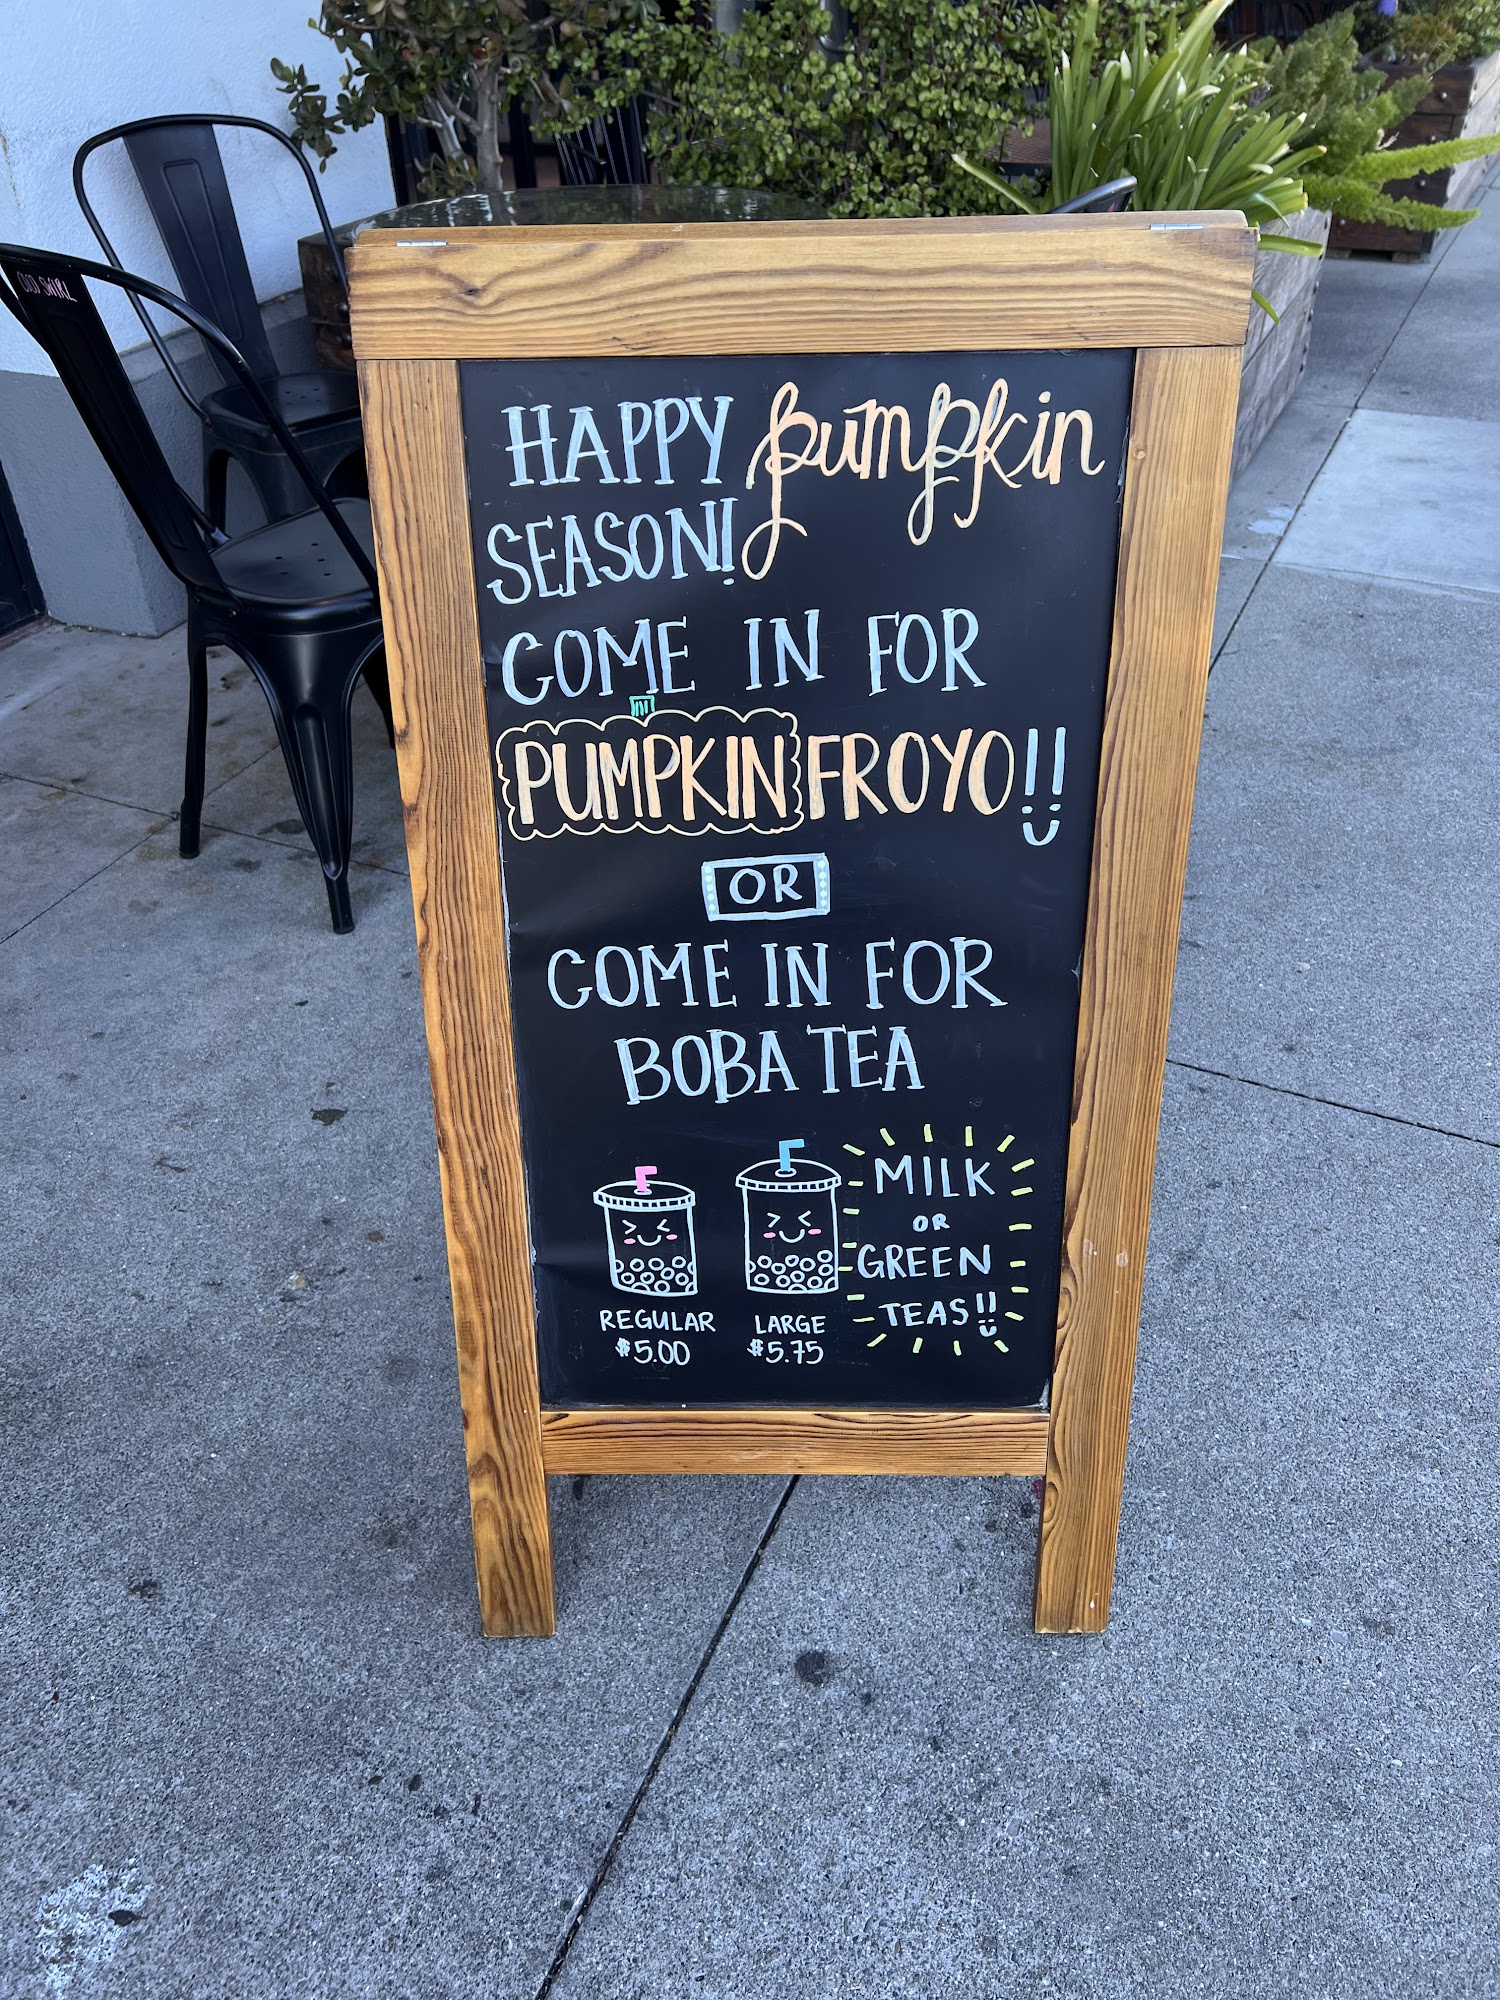 HAPPY pumpkin
SEASON!
COME IN FOR
PUMPKIN FROYO!!
OR
COME IN FOR
BOBA TEA
MILK
OR
GREEN
TEAS!!
REGULAR
$5.00
LARGE
$5.75